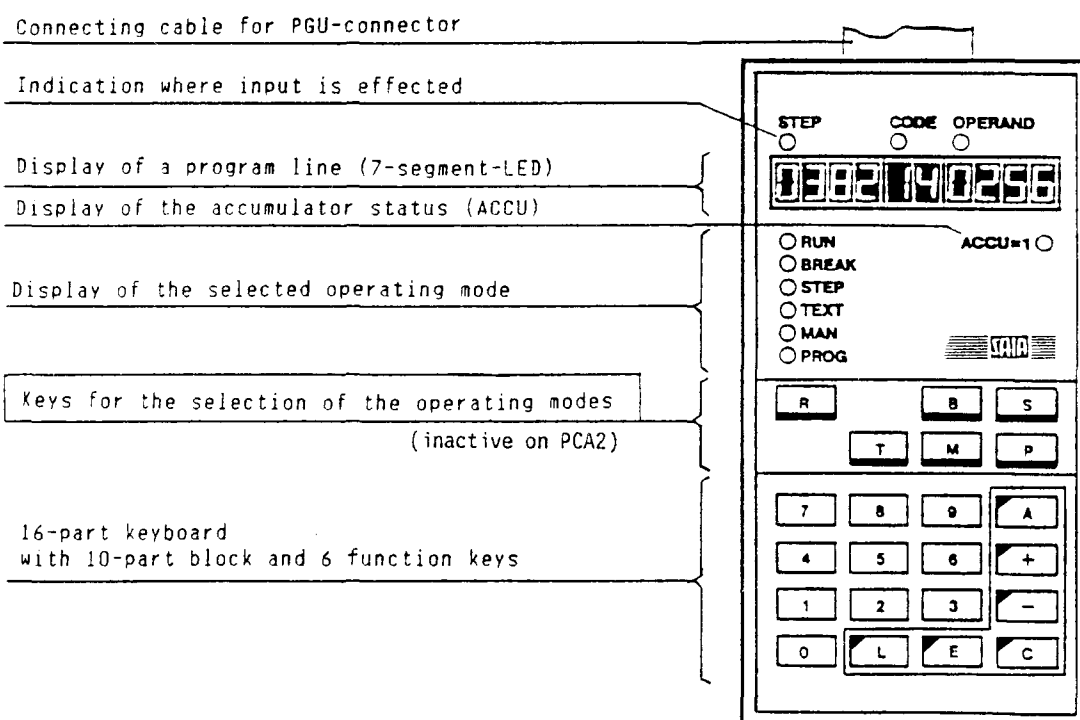 Connecting cable for PGU-connector
Indication where input is effected
Display of a program line (7-segment-LED)
Display of the accumulator status (ACCU)
Display of the selected operating mode
Keys for the selection of the operating modes
(inactive on PCA2)
16-part keyboard
with 10-part block and 6 function keys
STEP CODE OPERAND
0382 14 0256
RUN ACCU=1
BREAK
STEP
TEXT
MAN
PROG SAIA
R B S
T M P
7 8 9 A
4 5 6 +
1 2 3 -
0 L E C